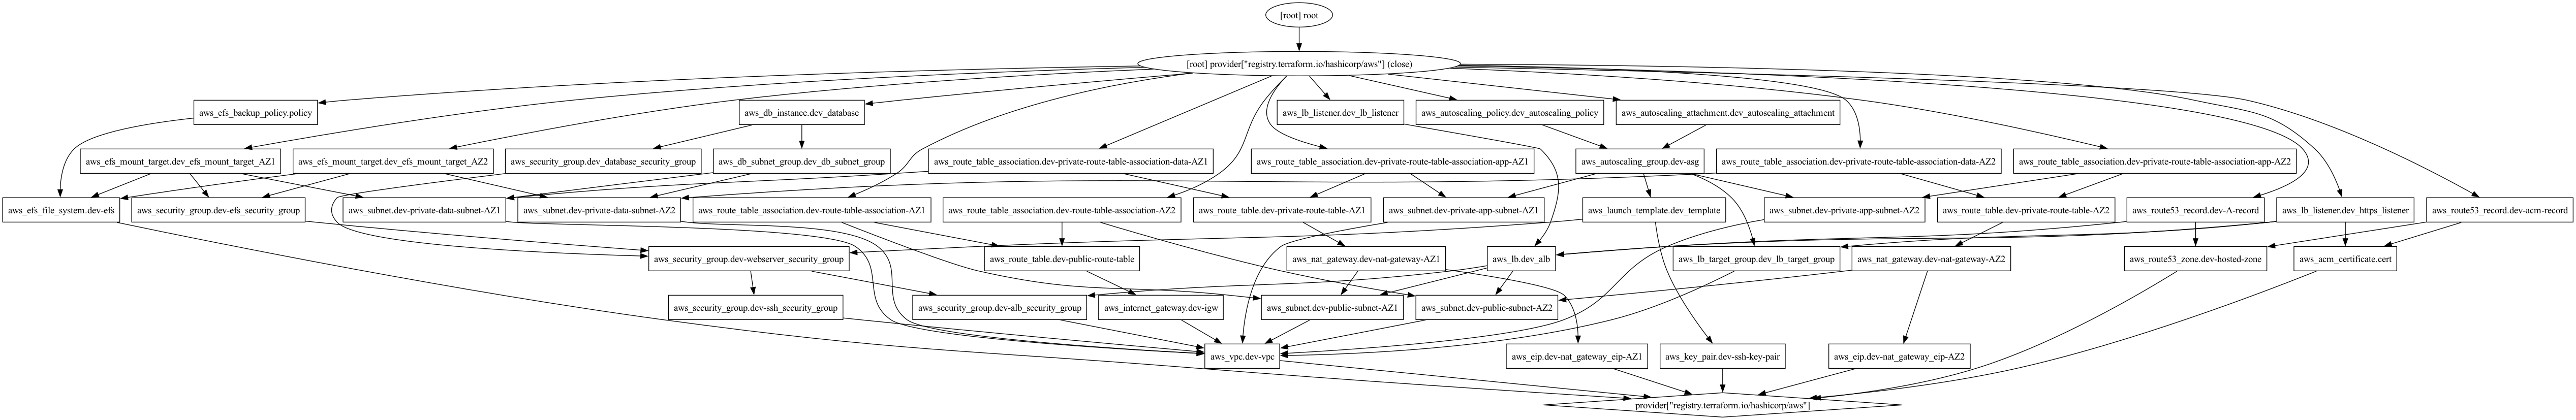 [root] root
[root] provider["registry.terraform.io/hashicorp/aws"] (close)
aws_efs_backup_policy.policy
aws_db_instance.dev_database
aws_lb_listener.dev_lb_listener
aws_autoscaling_policy.dev_autoscaling_policy
aws_autoscaling_attachment.dev_autoscaling_attachment
aws_efs_mount_target.dev_efs_mount_target_AZ1
aws_efs_mount_target.dev_efs_mount_target_AZ2
aws_security_group.dev_database_security_group
aws_db_subnet_group.dev_db_subnet_group
aws_route_table_association.dev-private-route-table-association-data-AZ1
aws_route_table_association.dev-private-route-table-association-app-AZ1
aws_autoscaling_group.dev-asg
aws_route_table_association.dev-private-route-table-association-data-AZ2
aws_route_table_association.dev-private-route-table-association-app-AZ2
aws_efs_file_system.dev-efs
aws_security_group.dev-efs_security_group
aws_subnet.dev-private-data-subnet-AZ1
aws_subnet.dev-private-data-subnet-AZ2
aws_route_table_association.dev-route-table-association-AZ1
aws_route_table_association.dev-route-table-association-AZ2
aws_route_table.dev-private-route-table-AZ1
aws_subnet.dev-private-app-subnet-AZ1
aws_launch_template.dev_template
aws_subnet.dev-private-app-subnet-AZ2
aws_route_table.dev-private-route-table-AZ2
aws_route53_record.dev-A-record
aws_lb_listener.dev_https_listener
aws_route53_record.dev-acm-record
aws_security_group.dev-webserver_security_group
aws_route_table.dev-public-route-table
aws_nat_gateway.dev-nat-gateway-AZ1
aws_lb.dev_alb
aws_lb_target_group.dev_lb_target_group
aws_nat_gateway.dev-nat-gateway-AZ2
aws_route53_zone.dev-hosted-zone
aws_acm_certificate.cert
aws_security_group.dev-ssh_security_group
aws_security_group.dev-alb_security_group
aws_internet_gateway.dev-igw
aws_subnet.dev-public-subnet-AZ1
aws_subnet.dev-public-subnet-AZ2
aws_vpc.dev-vpc
aws_eip.dev-nat_gateway_eip-AZ1
aws_key_pair.dev-ssh-key-pair
aws_eip.dev-nat_gateway_eip-AZ2
provider["registry.terraform.io/hashicorp/aws"]